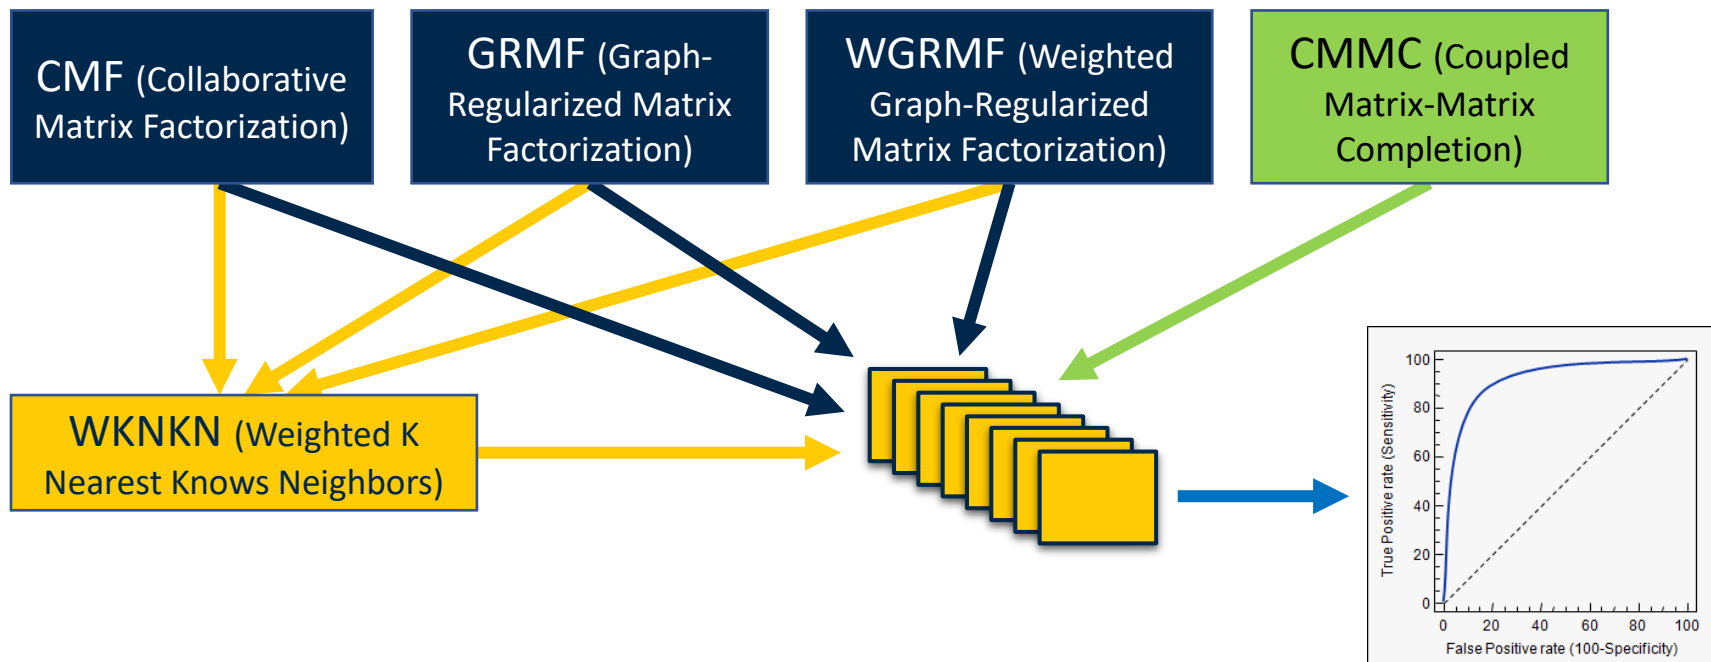 CMF (Collaborative
Matrix Factorization)
GRMF (Graph-
Regularized Matrix
Factorization)
WGRMF (Weighted
Graph-Regularized
Matrix Factorization)
CMMC (Coupled
Matrix-Matrix
Completion)
WKNKN (Weighted K
Nearest Knows Neighbors)
True Positive rate (Sensitivity)
100
80
60
40
20
0
0 20 40 60 80 100
False Positive rate (100-Specificity)